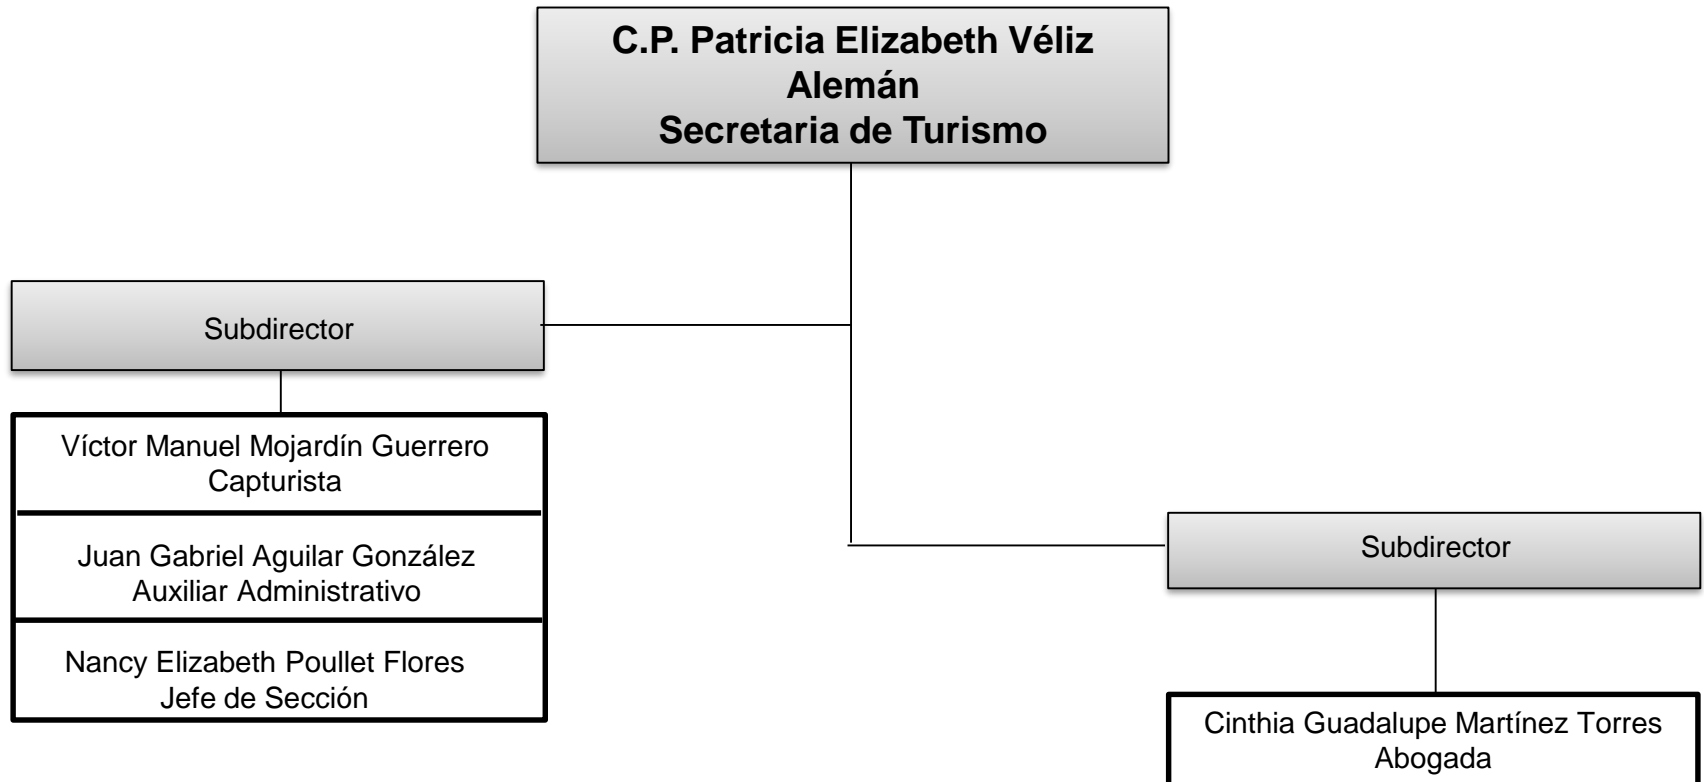 C.P. Patricia Elizabeth Véliz
Alemán
Secretaria de Turismo
Subdirector
Víctor Manuel Mojardín Guerrero
Capturista
Juan Gabriel Aguilar González
Auxiliar Administrativo
Nancy Elizabeth Poullet Flores
Jefe de Sección
Subdirector
Cinthia Guadalupe Martínez Torres
Abogada